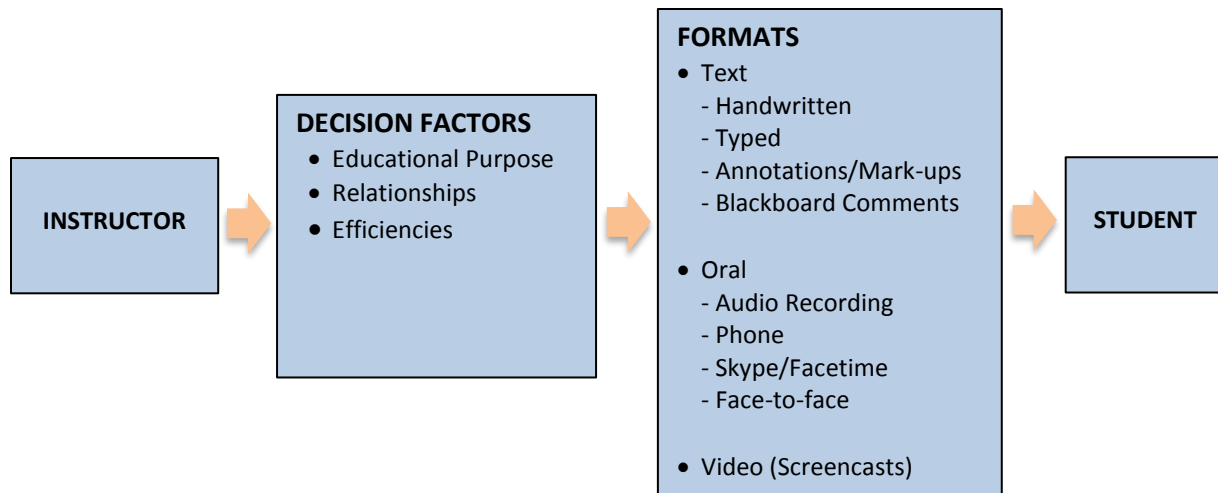 INSTRUCTOR
DECISION FACTORS
• Educational Purpose
• Relationships
• Efficiencies
FORMATS
• Text
- Handwritten
- Typed
- Annotations/Mark-ups
- Blackboard Comments
• Oral
- Audio Recording
- Phone
- Skype/Facetime
- Face-to-face
• Video (Screencasts)
STUDENT